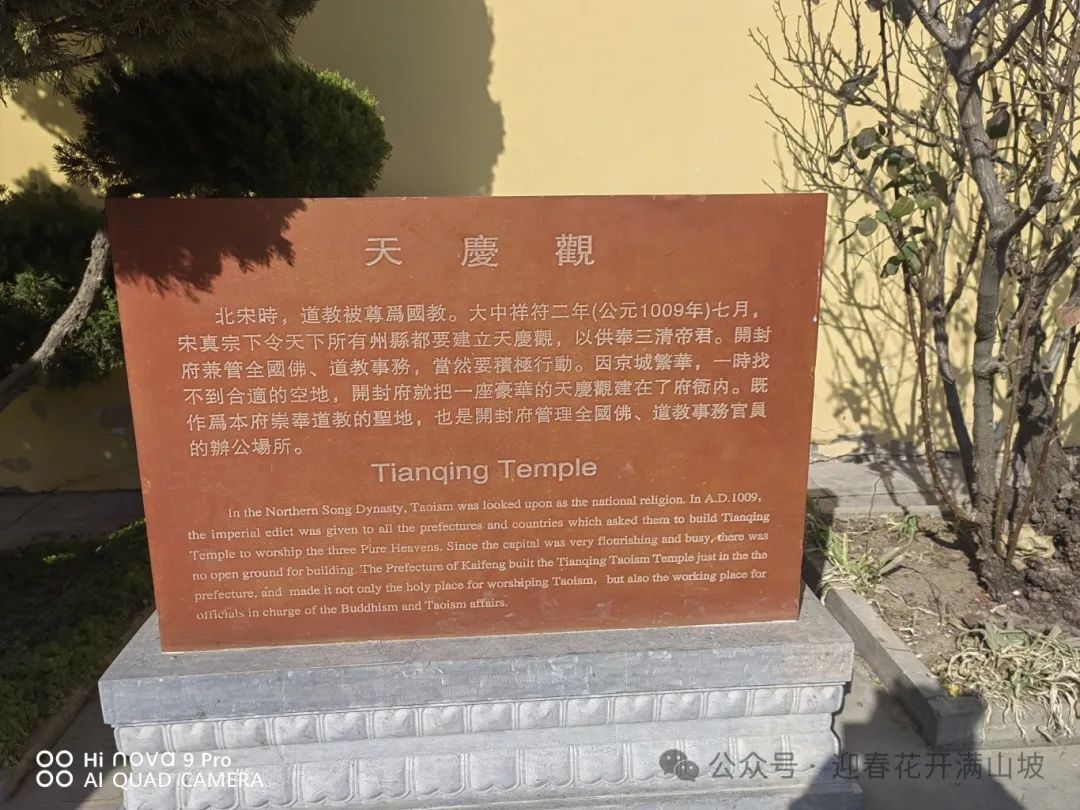 天慶觀
北宋時，道教被尊爲國教。大中祥符二年(公元1009年)七月，
宋真宗下令天下所有州縣都要建立天慶觀，以供奉三清帝君。開封
府兼管全國佛、道教事務，當然要積極行動。因京城繁華，一時找
不到合適的空地，開封府就把一座豪華的天慶觀建在了府衙内。既
作爲本府崇奉道教的聖地，也是開封府管理全國佛、道教事務官員
的辦公場所。
Tianqing Temple
In the Northern Song Dynasty, Taoism was looked upon as the national religion. In A.D.1009,
the imperial edict was given to all the prefectures and countries which asked them to build Tianqing
Temple to worship the three Pure Heavens. Since the capital was very flourishing and busy, there was
no open ground for building. The Prefecture of Kaifeng built the Tianqing Taoism Temple just in the the
prefecture, and made it not only the holy place for worshiping Taoism, but also the working place for
officials in charge of the Buddhism and Taoism affairs.
Hi nova 9 Pro
AI QUAD CAMERA
公众号 · 迎春花开满山坡